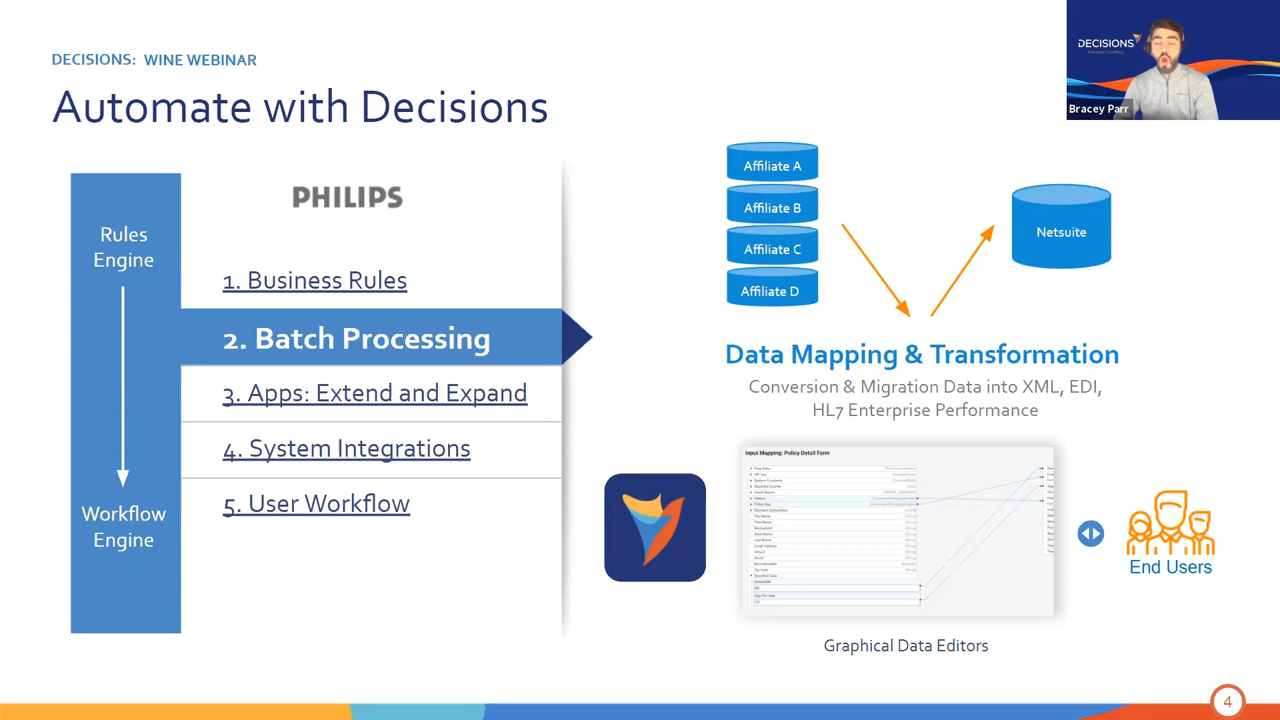 DECISIONS: WINE WEBINAR
Automate with Decisions
DECISIONS
Bracey Parr
Rules
Engine
Workflow
Engine
PHILIPS
1. Business Rules
2. Batch Processing
3. Apps: Extend and Expand
4. System Integrations
5. User Workflow
Affiliate A
Affiliate B
Affiliate C
Affiliate D
Netsuite
Data Mapping & Transformation
Conversion & Migration Data into XML, EDI,
HL7 Enterprise Performance
Input Mapping: Policy Detail Form
End Users
Graphical Data Editors
4